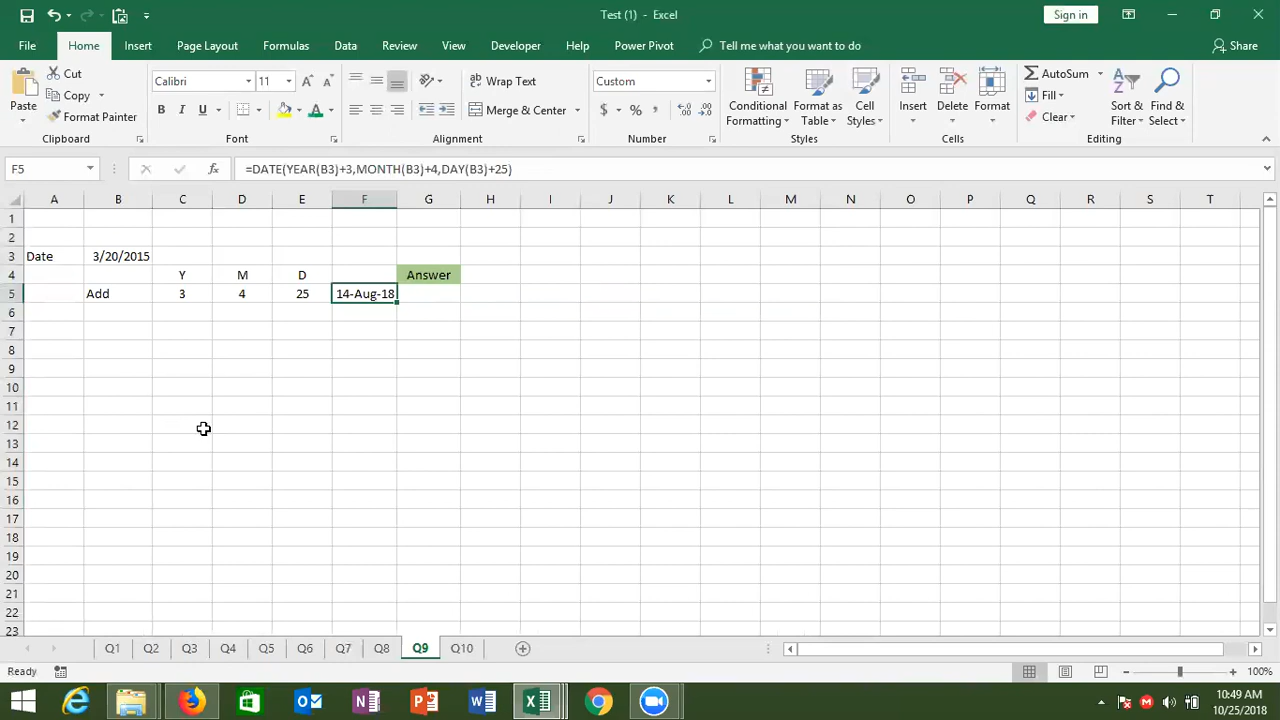 Test (1) - Excel
Sign in
File Home Insert Page Layout Formulas Data Review View Developer Help Power Pivot Tell me what you want to do Share
Paste
Cut
Copy
Format Painter
Clipboard
Calibri 11
B I U
Font
Wrap Text
Merge & Center
Alignment
Custom
$ % ,
Number
Conditional Formatting
Format as Table
Cell Styles
Styles
Insert
Delete
Format
Cells
AutoSum
Fill
Clear
Sort & Filter
Find & Select
Editing
F5 fx =DATE(YEAR(B3)+3,MONTH(B3)+4,DAY(B3)+25)
A B C D E F G H I J K L M N O P Q R S T
1
2
3 Date 3/20/2015
4 Y M D Answer
5 Add 3 4 25 14-Aug-18
6
7
8
9
10
11
12
13
14
15
16
17
18
19
20
21
22
23
Q1 Q2 Q3 Q4 Q5 Q6 Q7 Q8 Q9 Q10
Ready 100%
10:49 AM
10/25/2018